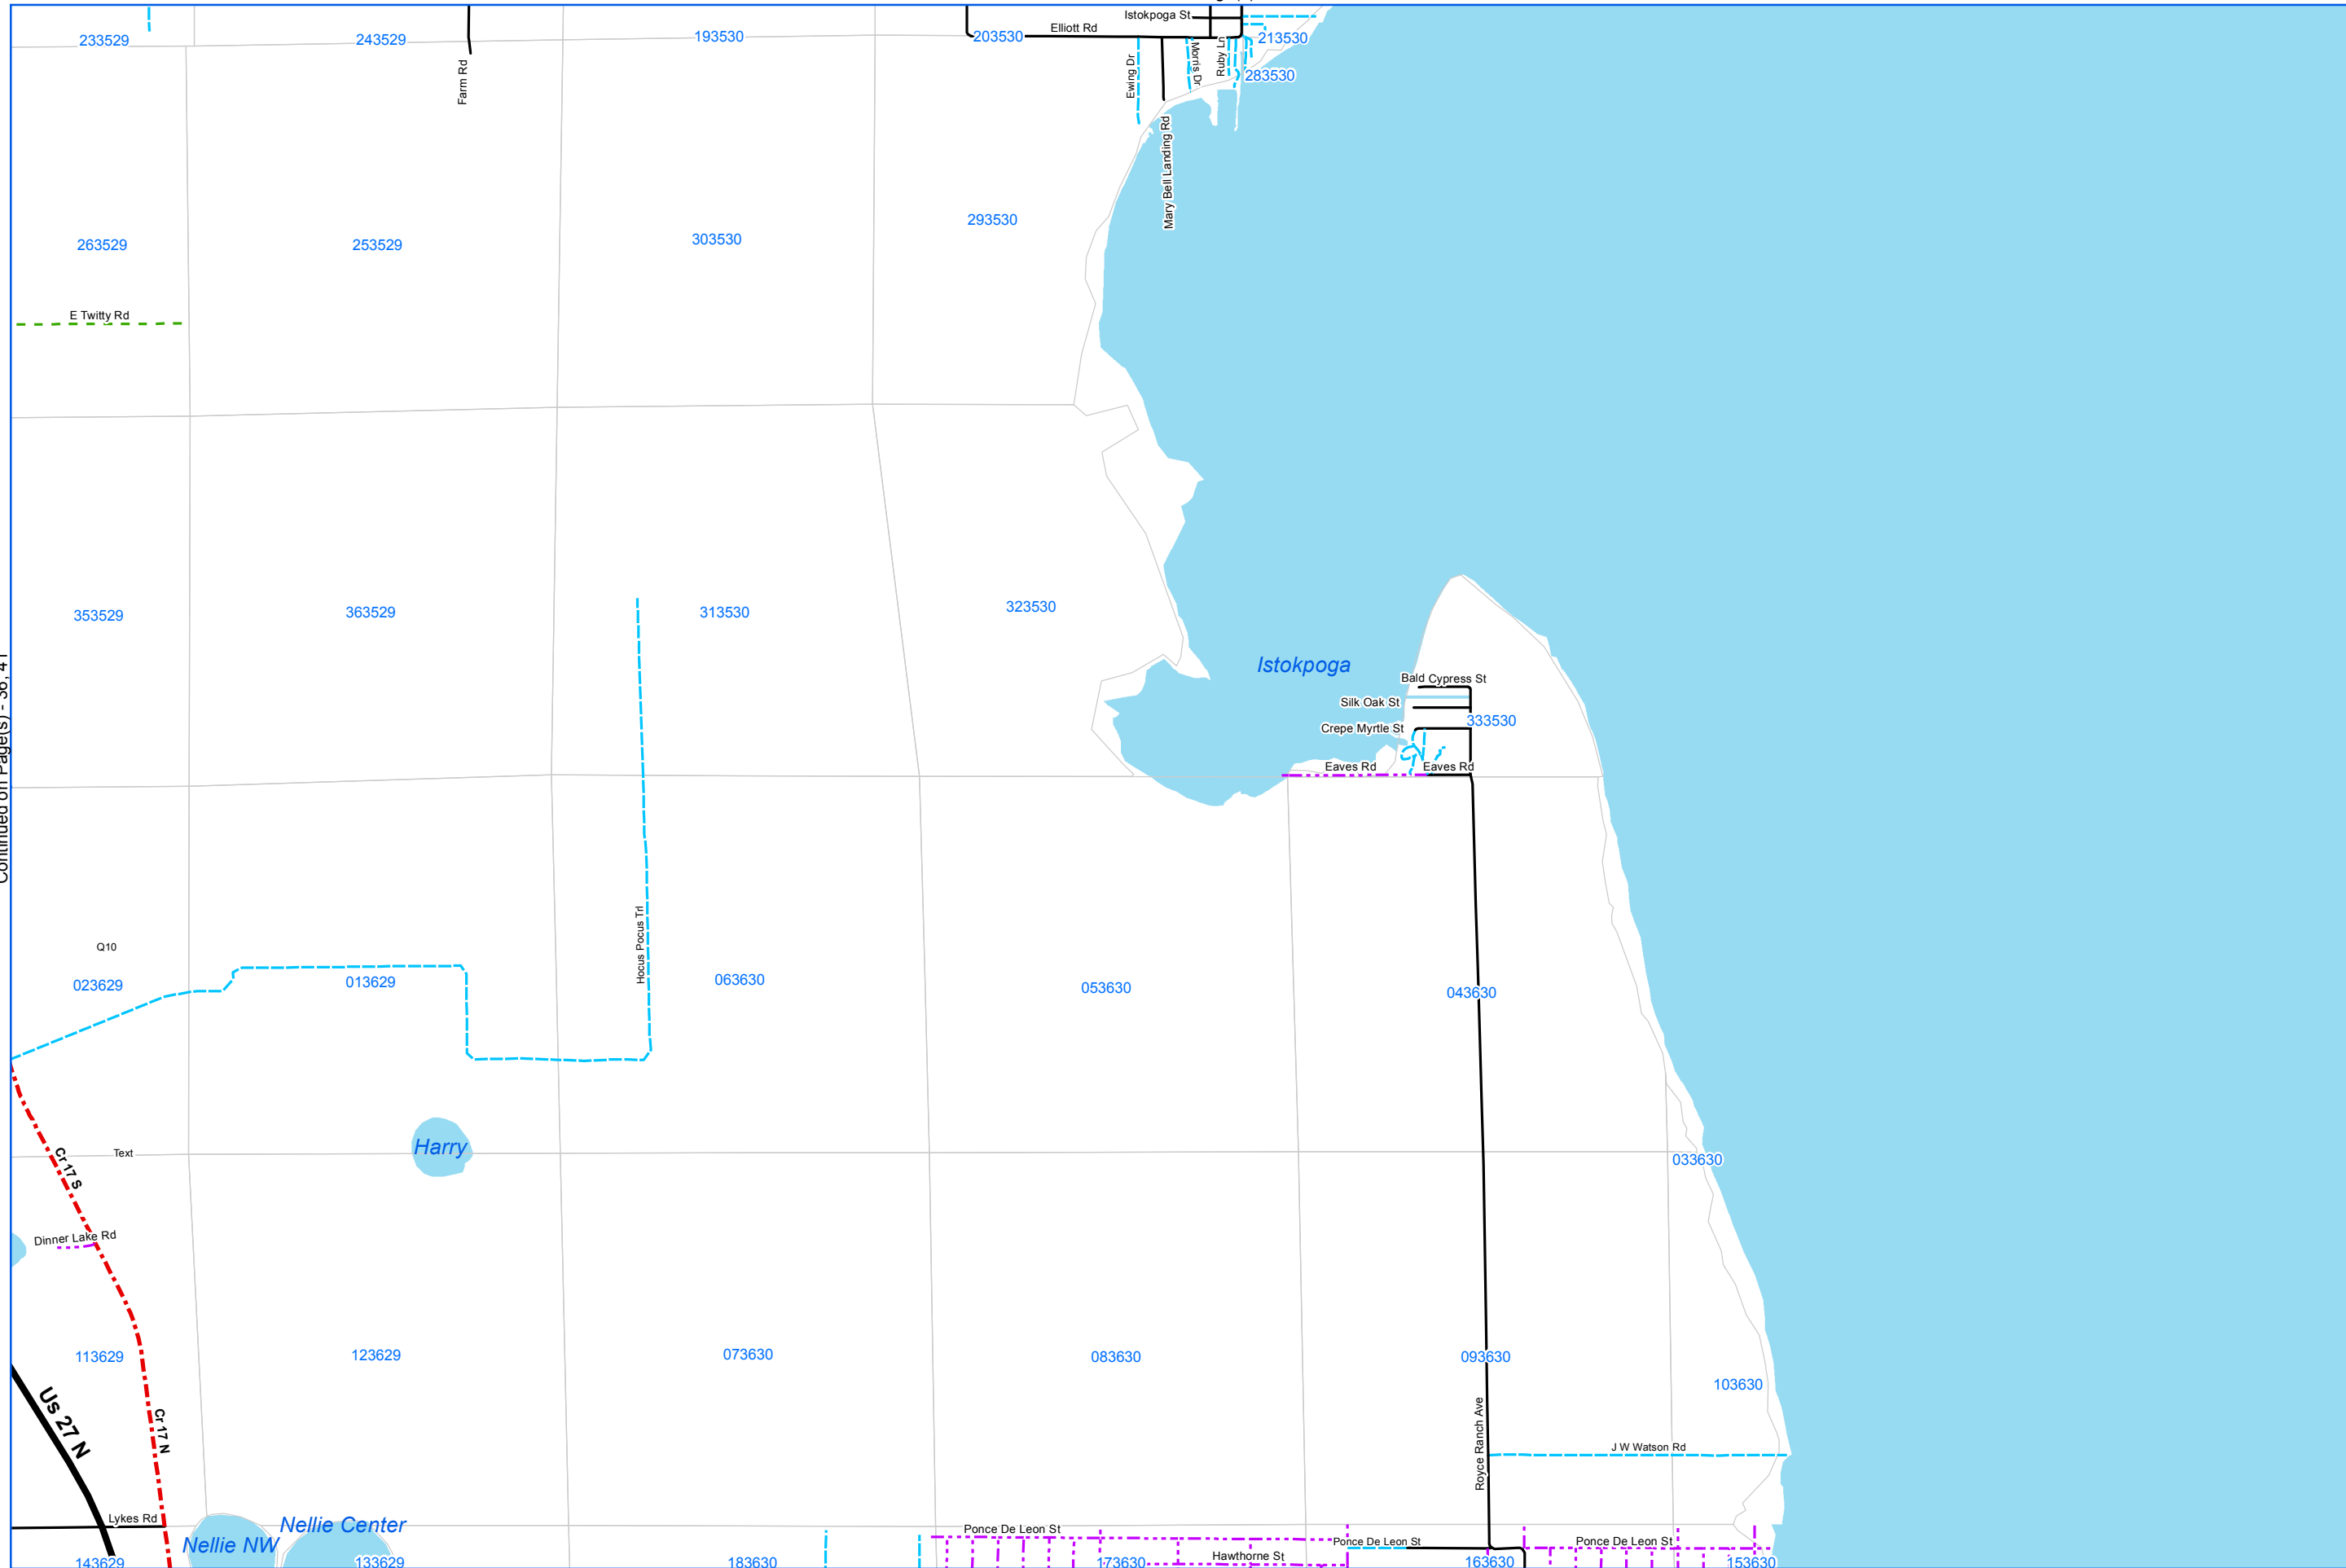 Istokpoga St
233529
243529
193530
203530
Elliott Rd
213530
Farm Rd
Ewing Dr
Morris Dr
Ruby Ln
283530
Mary Bell Landing Rd
263529
253529
303530
293530
E Twitty Rd
353529
363529
313530
323530
Istokpoga
Bald Cypress St
Silk Oak St
333530
Crepe Myrtle St
Eaves Rd
Eaves Rd
Continued on Page(s) - 36, 41
Hocus Pocus Trl
Q10
023629
013629
063630
053630
043630
Harry
Text
Cr 17 S
033630
Dinner Lake Rd
113629
123629
073630
083630
093630
103630
Us 27 N
Cr 17 N
Royce Ranch Ave
J W Watson Rd
Lykes Rd
Nellie NW
Nellie Center
Ponce De Leon St
Ponce De Leon St
Ponce De Leon St
Hawthorne St
143629
133629
183630
173630
163630
153630